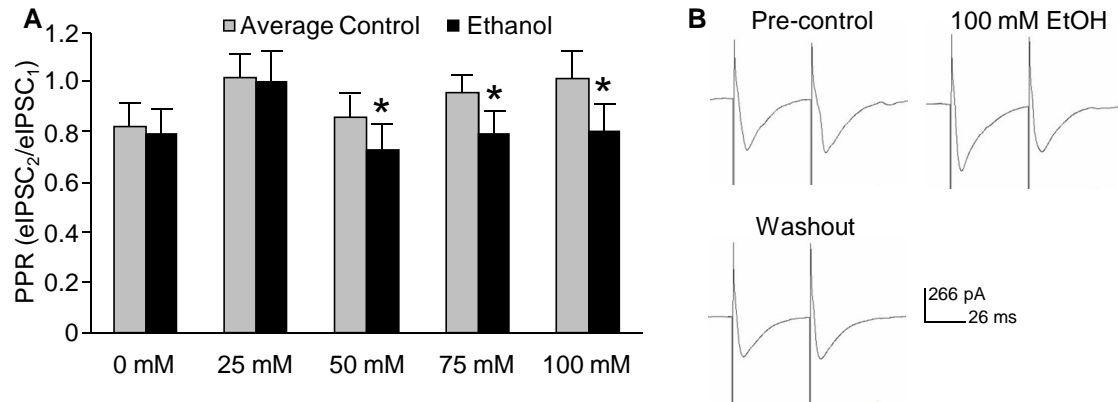 A
Average Control Ethanol
PPR (eIPSC₂/eIPSC₁)
1.2
1.0
0.8
0.6
0.4
0.2
0
0 mM 25 mM 50 mM 75 mM 100 mM
* * *
B
Pre-control 100 mM EtOH
Washout
266 pA
26 ms